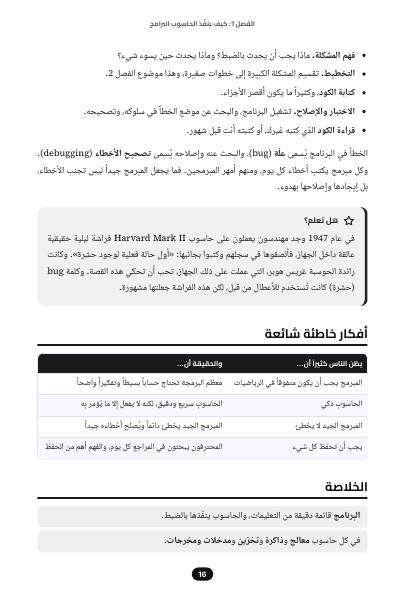 الفصل 1: كيف ينفّذ الحاسوب البرامج
• فهم المشكلة. ماذا يجب أن يحدث بالضبط؟ وماذا يحدث حين يسوء شيء؟
• التخطيط. تقسيم المشكلة الكبيرة إلى خطوات صغيرة، وهذا موضوع الفصل 2.
• كتابة الكود. وكثيراً ما يكون أقصر الأجزاء.
• الاختبار والإصلاح. تشغيل البرنامج، والبحث عن موضع الخطأ في سلوكه، وتصحيحه.
• قراءة الكود الذي كتبه غيرك، أو كتبته أنت قبل شهور.
الخطأ في البرنامج يُسمى علّة (bug)، والبحث عنه وإصلاحه يُسمى تصحيح الأخطاء (debugging).
وكل مبرمج يكتب أخطاء كل يوم، ومنهم أمهر المبرمجين. فما يجعل المبرمج جيداً ليس تجنب الأخطاء،
بل إيجادها وإصلاحها بهدوء.
هل تعلم؟
في عام 1947 وجد مهندسون يعملون على حاسوب Harvard Mark II فراشة ليلية حقيقية
عالقة داخل الجهاز، فألصقوها في سجلهم وكتبوا بجانبها: «أول حالة فعلية لوجود حشرة». وكانت
رائدة الحوسبة غريس هوبر، التي عملت على ذلك الجهاز، تحب أن تحكي هذه القصة. وكلمة bug
(حشرة) كانت تُستخدم للأعطال من قبل، لكن هذه الفراشة جعلتها مشهورة.
أفكار خاطئة شائعة
يظن الناس كثيراً أن... والحقيقة أن...
المبرمج يجب أن يكون متفوقاً في الرياضيات معظم البرمجة تحتاج حساباً بسيطاً وتفكيراً واضحاً
الحاسوب ذكي الحاسوب سريع ودقيق، لكنه لا يفعل إلا ما يُؤمر به
المبرمج الجيد لا يخطئ المبرمج الجيد يخطئ دائماً ويُصلح أخطاءه جيداً
يجب أن تحفظ كل شيء المحترفون يبحثون في المراجع كل يوم، والفهم أهم من الحفظ
الخلاصة
البرنامج قائمة دقيقة من التعليمات، والحاسوب ينفّذها بالضبط.
في كل حاسوب معالج وذاكرة وتخزين ومدخلات ومخرجات.
16